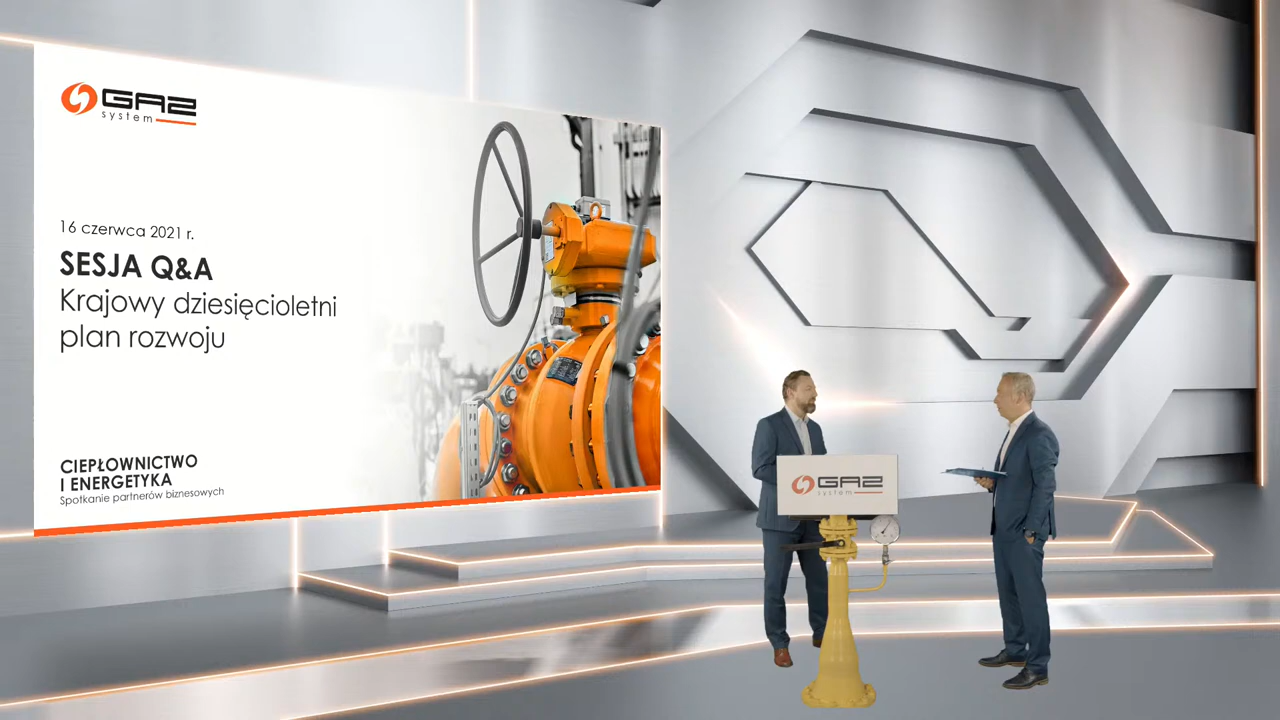 GAZ
system
16 czerwca 2021 r.
SESJA Q&A
Krajowy dziesięcioletni
plan rozwoju
CIEPŁOWNICTWO
I ENERGETYKA
Spotkanie partnerów biznesowych
GAZ
system